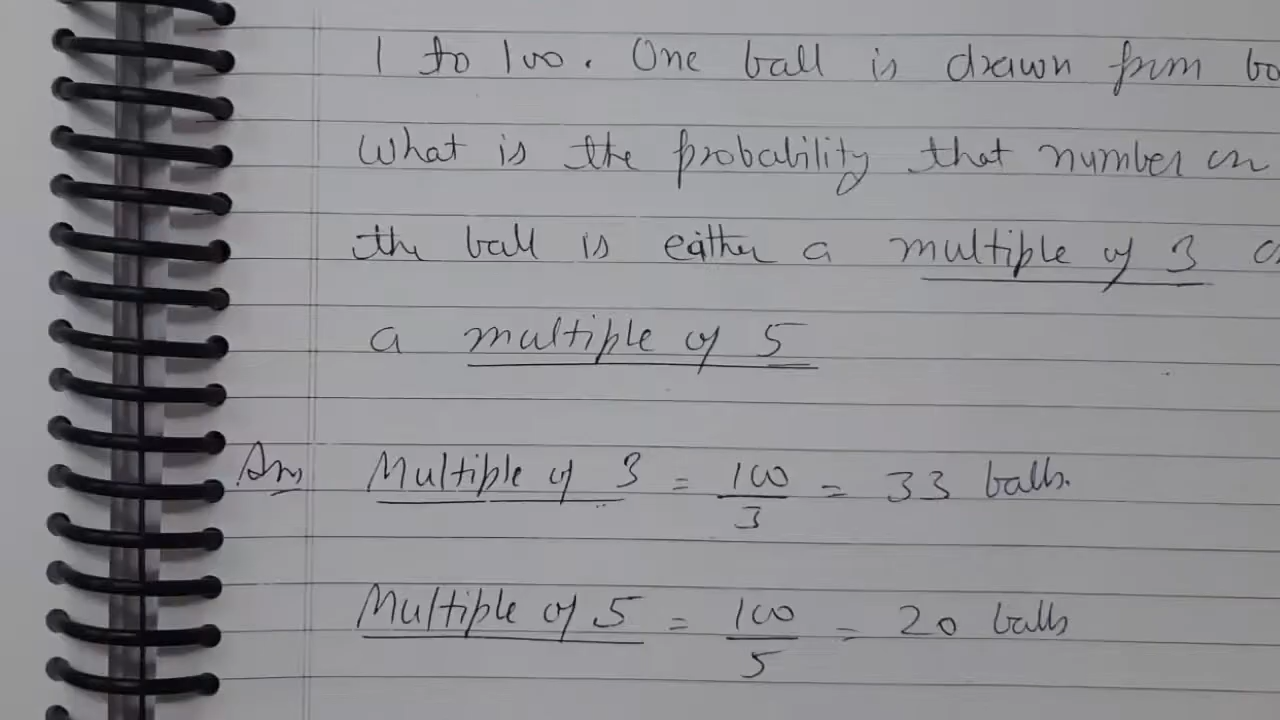 1 to 100. One ball is drawn from
What is the probability that number on
the ball is either a multiple of 3
a multiple of 5
Ans Multiple of 3 = 100/3 = 33 balls.
Multiple of 5 = 100/5 = 20 balls